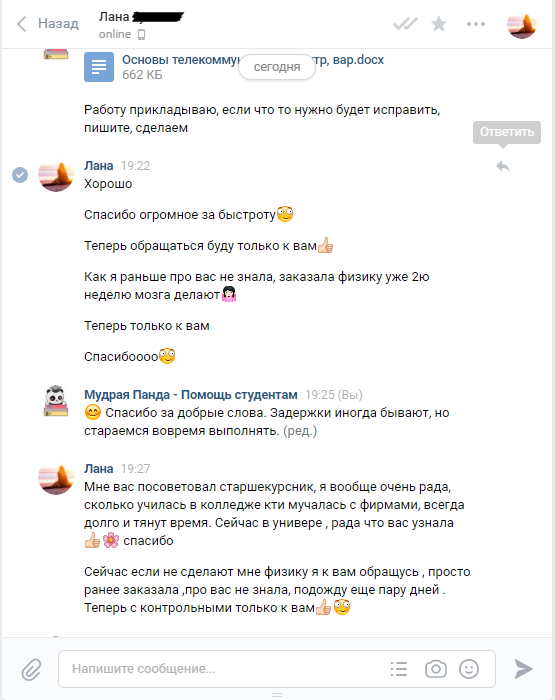 Назад
Лана
online
Основы телекомму
тр, вар.docx
662 КБ
сегодня
Работу прикладываю, если что то нужно будет исправить,
пишите, сделаем
Ответить
Лана 19:22
Хорошо
Спасибо огромное за быстроту😳
Теперь обращаться буду только к вам👍🏻
Как я раньше про вас не знала, заказала физику уже 2ю
неделю мозга делают🤷🏻‍♀️
Теперь только к вам
Спасибоооо😳
Мудрая Панда - Помощь студентам 19:25 (Вы)
😊 Спасибо за добрые слова. Задержки иногда бывают, но
стараемся вовремя выполнять. (ред.)
Лана 19:27
Мне вас посоветовал старшекурсник, я вообще очень рада,
сколько училась в колледже кти мучалась с фирмами, всегда
долго и тянут время. Сейчас в универе , рада что вас узнала
👍🏻🌸 спасибо
Сейчас если не сделают мне физику я к вам обращусь , просто
ранее заказала ,про вас не знала, подожду еще пару дней .
Теперь с контрольными только к вам👍🏻😳
Напишите сообщение...